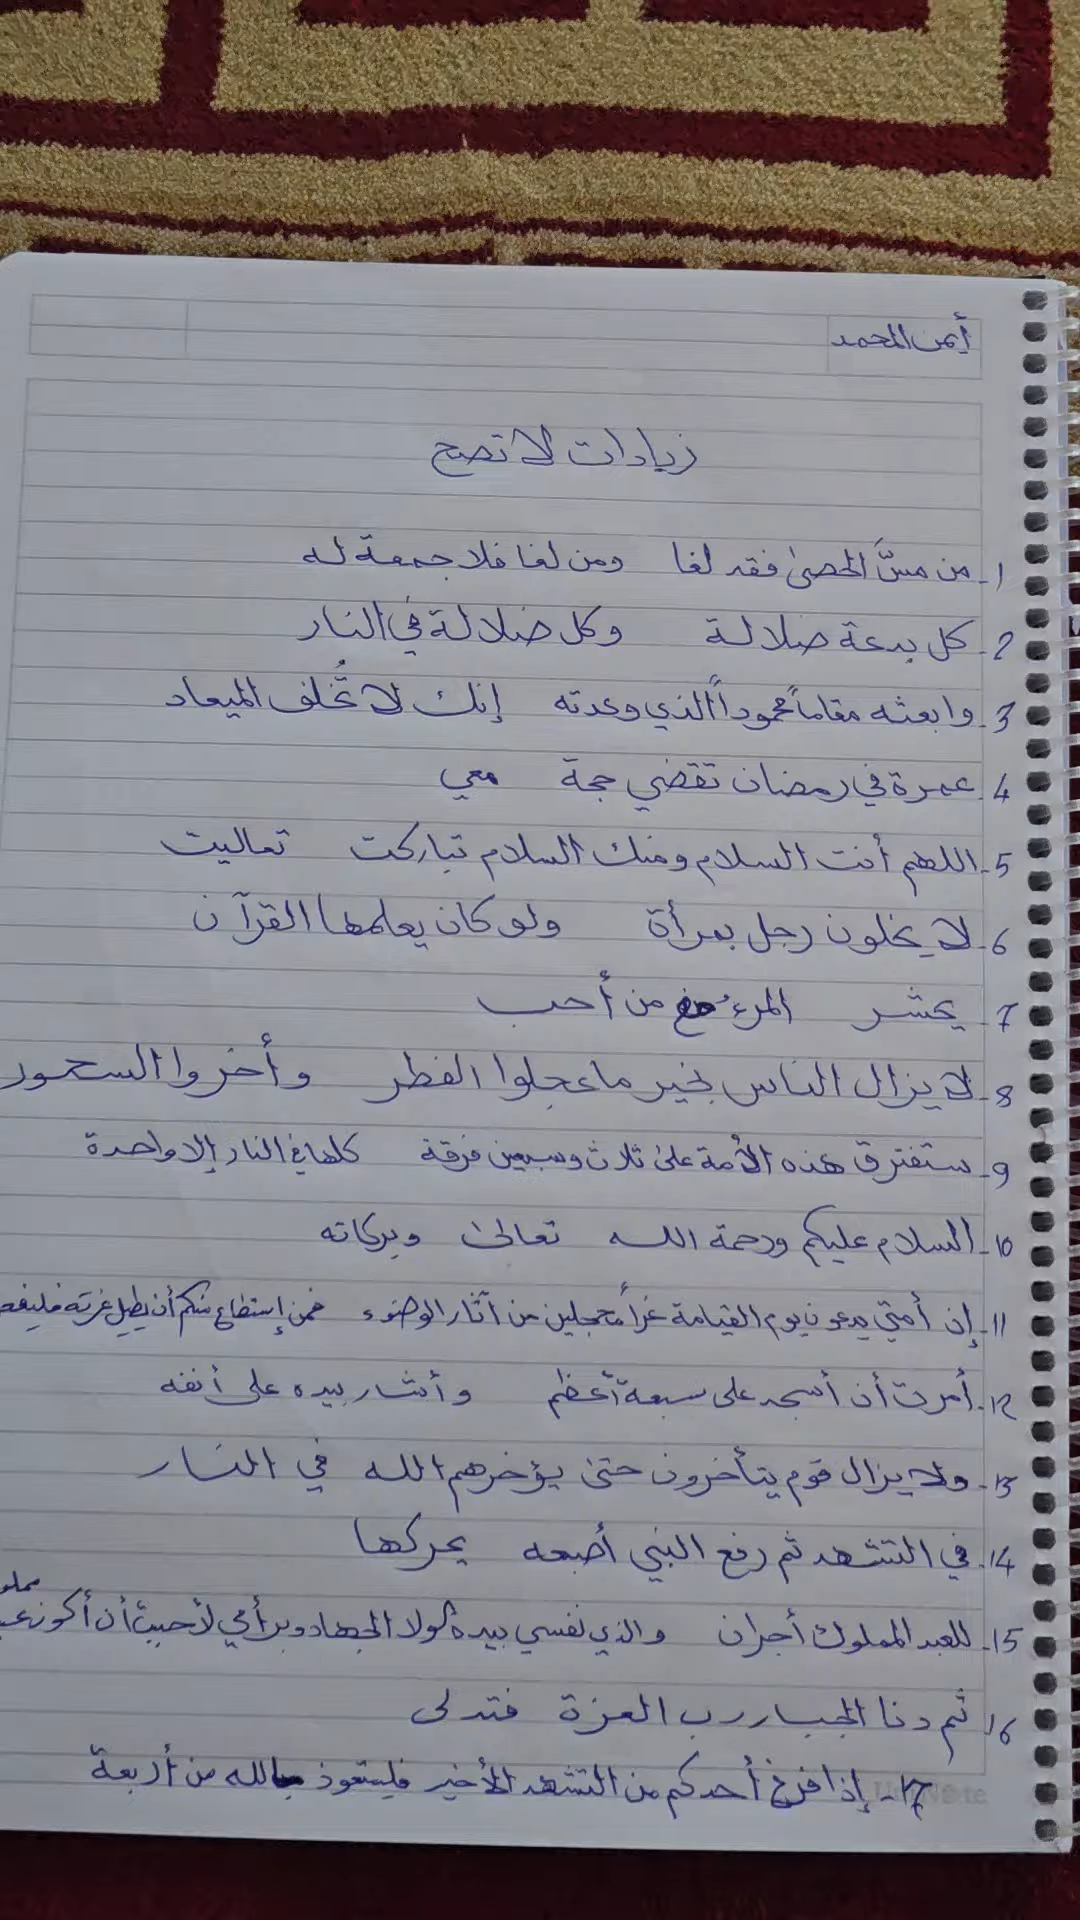 أيمن المحمد
زيادات لا تصح
1- من مسَّ الحصىٰ فقد لغا ومن لغا فلا جمعة له
2- كل بدعة ضلالة وكل ضلالة في النار
3- وابعثه مقاماً محموداً الذي وعدته إنك لا تُخلف الميعاد
4- عمرة في رمضان تقضي حجة معي
5- اللهم أنت السلام ومنك السلام تباركت تعاليت
6- لا يخلون رجل بمرأة ولو كان يعلمها القرآن
7- يحشر المرء مع من أحب
8- لا يزال الناس بخير ما عجلوا الفطر وأخروا السحور
9- ستفترق هذه الأمة علىٰ ثلاث وسبعين فرقة كلها في النار إلا واحدة
10- السلام عليكم ورحمة الله تعالىٰ وبركاته
11- إن أمتي يدعون يوم القيامة غراً محجلين من آثار الوضوء فمن إستطاع منكم أن يطيل غرته فليفعل
12- أمرت أن أسجد على سبعة أعظم وأشار بيده على أنفه
13- ولا يزال قوم يتأخرون حتىٰ يؤخرهم الله في النار
14- في التشهد ثم رفع النبي أصبعه يحركها
15- للعبد المملوك أجران والذي نفسي بيده لولا الجهاد وبر أمي لأحببت أن أكون
16- ثم دنا الجبار رب العزة فتدلى
17- إذا فرغ أحدكم من التشهد الأخير فليتعوذ بالله من أربعة
UniNote